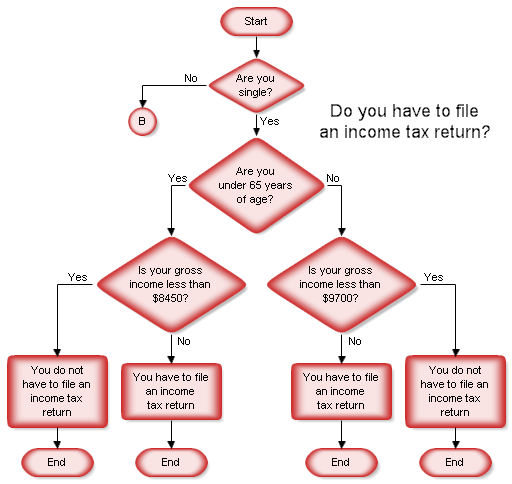 Start
Are you
single?
No
B
Yes
Do you have to file
an income tax return?
Are you
under 65 years
of age?
Yes
No
Is your gross
income less than
$8450?
Is your gross
income less than
$9700?
Yes
No
No
Yes
You do not
have to file an
income tax
return
You have to file
an income
tax return
You have to file
an income
tax return
You do not
have to file an
income tax
return
End
End
End
End